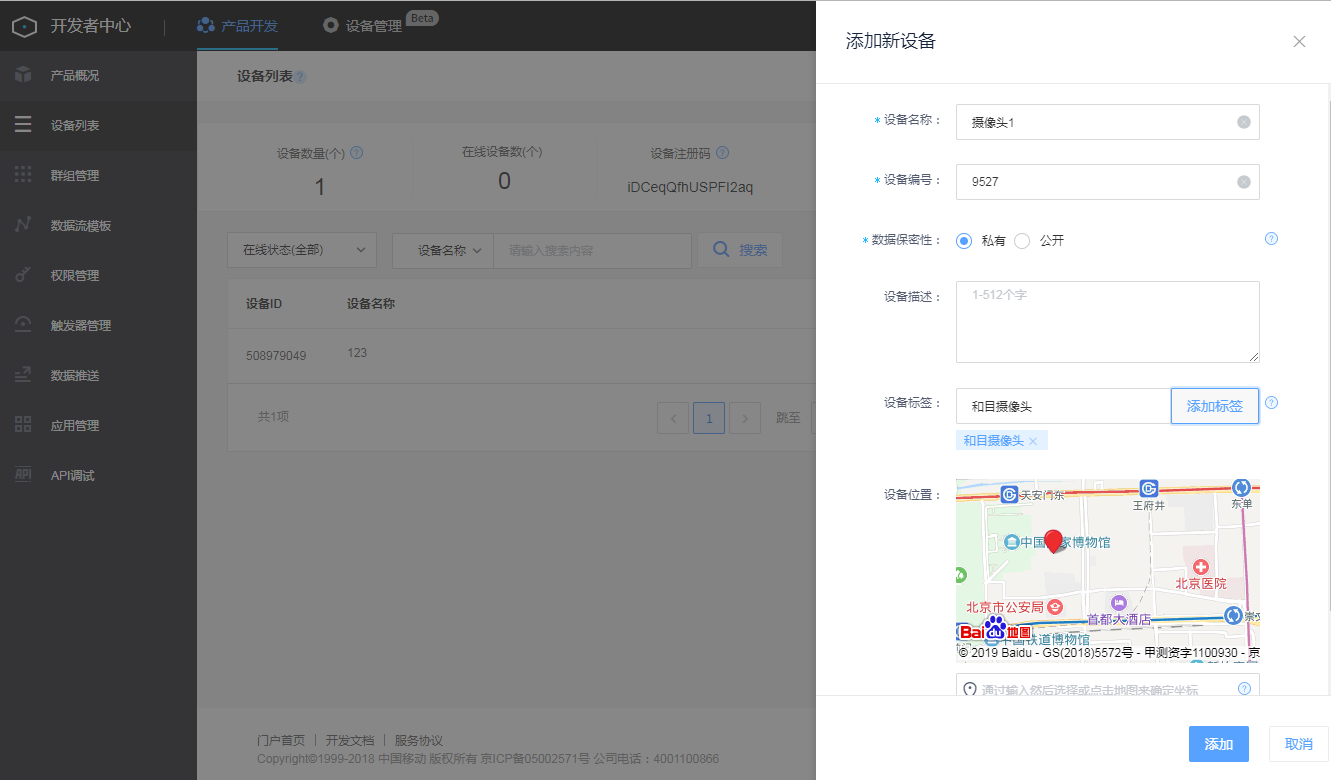 开发者中心
产品开发
设备管理
Beta
产品概况
设备列表
群组管理
数据流模板
权限管理
触发器管理
数据推送
应用管理
API调试
设备列表 ?
设备数量(个) ?
1
在线设备数(个)
0
设备注册码 ?
iDCeqQfhUSPFI2aq
在线状态(全部)
设备名称
请输入搜索内容
搜索
设备ID 设备名称
508979049 123
共1项
1
跳至
门户首页 | 开发文档 | 服务协议
Copyright©1999-2018 中国移动 版权所有 京ICP备05002571号 公司电话：4001100866
添加新设备
* 设备名称： 摄像头1
* 设备编号： 9527
* 数据保密性： 私有 公开 ?
设备描述： 1-512个字
设备标签： 和目摄像头 添加标签 ?
和目摄像头
设备位置：
天安门东
王府井
东单
中国 家博物馆
北京医院
北京市公安局
首都大酒店
崇文
Baidu地图
中国铁道博物馆
© 2019 Baidu - GS(2018)5572号 - 甲测资字1100930 - 京
通过输入然后选择或点击地图来确定坐标 ?
添加
取消